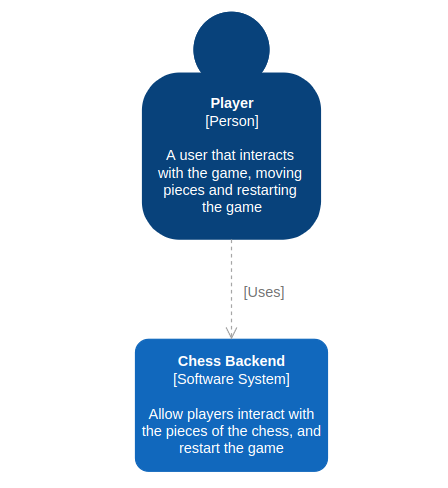 Player
[Person]
A user that interacts
with the game, moving
pieces and restarting
the game
[Uses]
Chess Backend
[Software System]
Allow players interact with
the pieces of the chess, and
restart the game